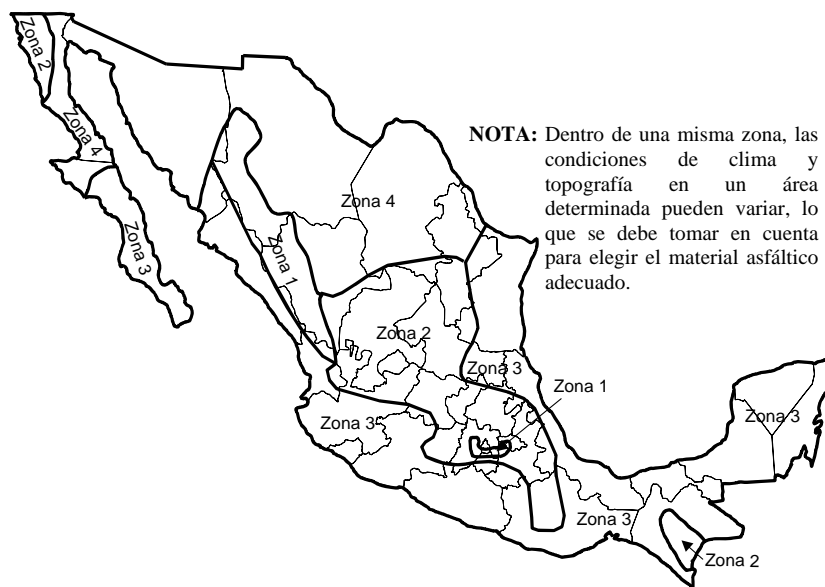 Zona 2
NOTA: Dentro de una misma zona, las
condiciones de clima y
topografía en un área
determinada pueden variar, lo
que se debe tomar en cuenta
para elegir el material asfáltico
adecuado.
Zona 4
Zona 4
Zona 3
Zona 1
Zona 2
Zona 3
Zona 1
Zona 3
Zona 3
Zona 3
Zona 2